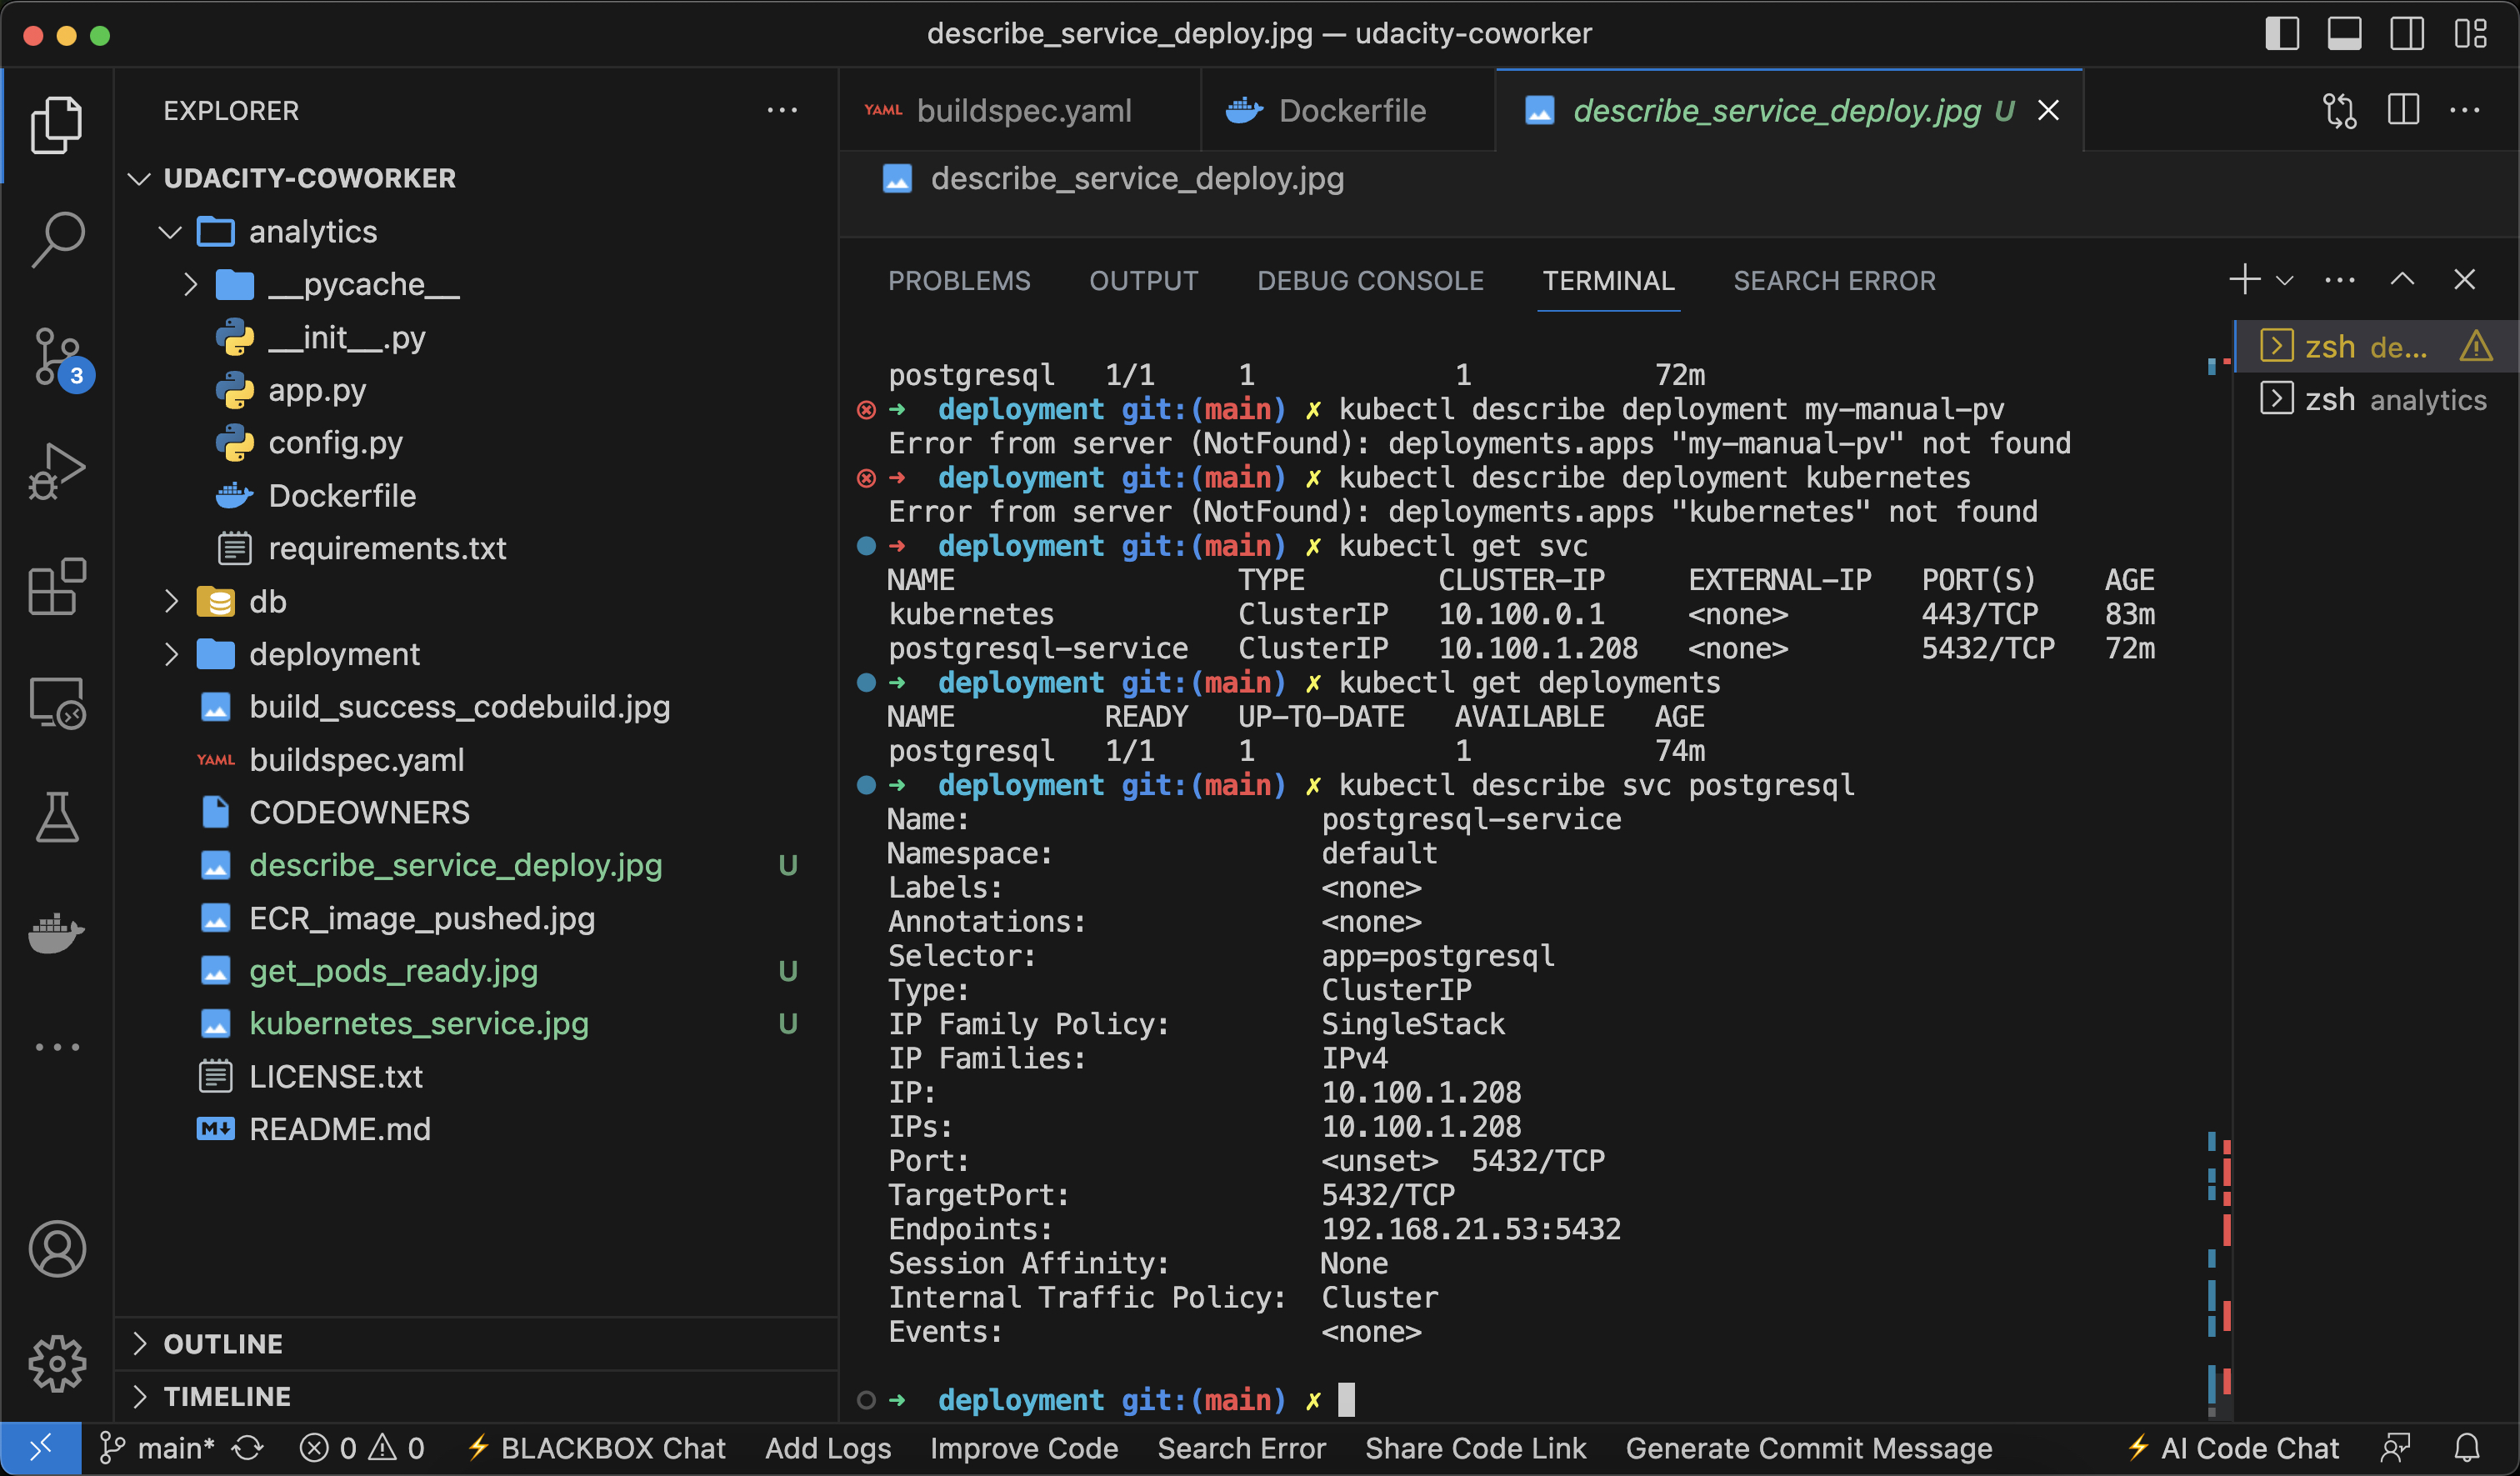 describe_service_deploy.jpg — udacity-coworker
EXPLORER
UDACITY-COWORKER
analytics
__pycache__
__init__.py
app.py
config.py
Dockerfile
requirements.txt
db
deployment
build_success_codebuild.jpg
YAML buildspec.yaml
CODEOWNERS
describe_service_deploy.jpg U
ECR_image_pushed.jpg
get_pods_ready.jpg U
kubernetes_service.jpg U
LICENSE.txt
README.md
OUTLINE
TIMELINE
3
YAML buildspec.yaml Dockerfile describe_service_deploy.jpg U
describe_service_deploy.jpg
PROBLEMS OUTPUT DEBUG CONSOLE TERMINAL SEARCH ERROR
postgresql 1/1 1 1 72m
➜ deployment git:(main) ✗ kubectl describe deployment my-manual-pv
Error from server (NotFound): deployments.apps "my-manual-pv" not found
➜ deployment git:(main) ✗ kubectl describe deployment kubernetes
Error from server (NotFound): deployments.apps "kubernetes" not found
➜ deployment git:(main) ✗ kubectl get svc
NAME TYPE CLUSTER-IP EXTERNAL-IP PORT(S) AGE
kubernetes ClusterIP 10.100.0.1 <none> 443/TCP 83m
postgresql-service ClusterIP 10.100.1.208 <none> 5432/TCP 72m
➜ deployment git:(main) ✗ kubectl get deployments
NAME READY UP-TO-DATE AVAILABLE AGE
postgresql 1/1 1 1 74m
➜ deployment git:(main) ✗ kubectl describe svc postgresql
Name: postgresql-service
Namespace: default
Labels: <none>
Annotations: <none>
Selector: app=postgresql
Type: ClusterIP
IP Family Policy: SingleStack
IP Families: IPv4
IP: 10.100.1.208
IPs: 10.100.1.208
Port: <unset> 5432/TCP
TargetPort: 5432/TCP
Endpoints: 192.168.21.53:5432
Session Affinity: None
Internal Traffic Policy: Cluster
Events: <none>
➜ deployment git:(main) ✗
zsh de...
zsh analytics
main* 0 0 BLACKBOX Chat Add Logs Improve Code Search Error Share Code Link Generate Commit Message AI Code Chat